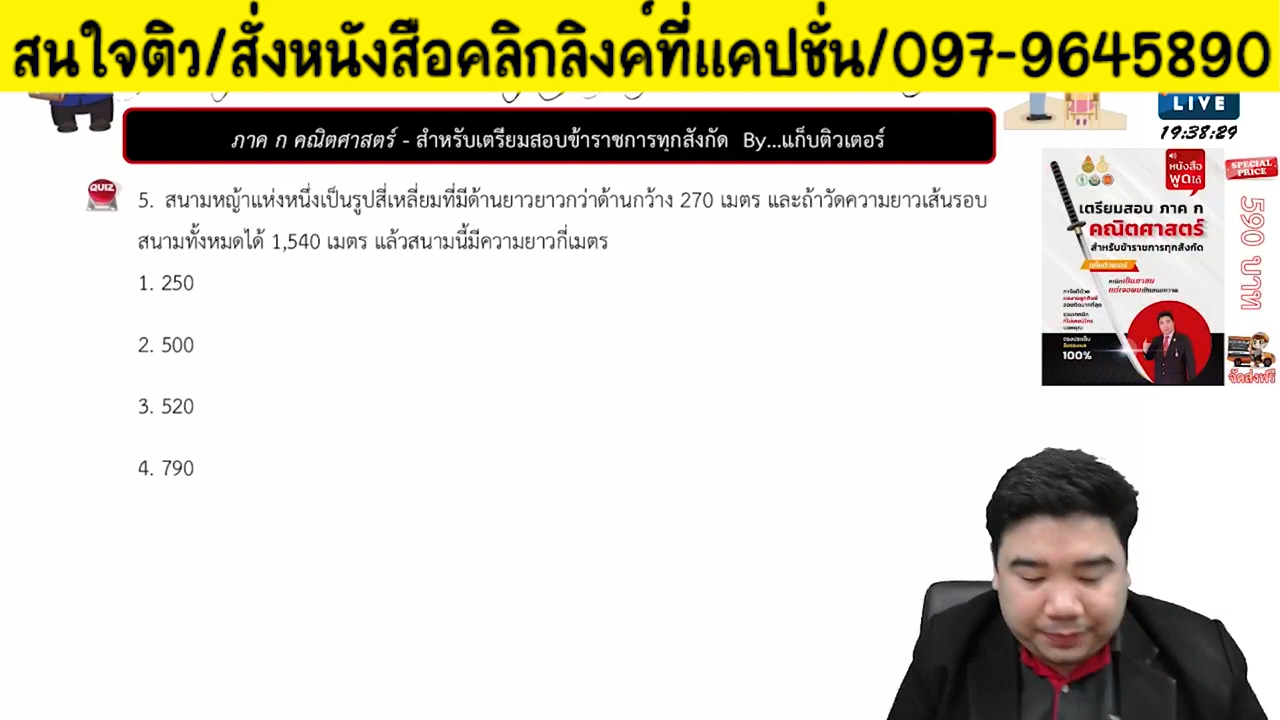 สนใจติว/สั่งหนังสือคลิกลิงค์ที่แคปชั่น/097-9645890
LIVE
19:38:29
ภาค ก คณิตศาสตร์ - สำหรับเตรียมสอบข้าราชการทุกสังกัด By...แก็บติวเตอร์
QUIZ
5. สนามหญ้าแห่งหนึ่งเป็นรูปสี่เหลี่ยมที่มีด้านยาวยาวกว่าด้านกว้าง 270 เมตร และถ้าวัดความยาวเส้นรอบ
สนามทั้งหมดได้ 1,540 เมตร แล้วสนามนี้มีความยาวกี่เมตร
1. 250
2. 500
3. 520
4. 790
หนังสือ
พูดได้
เตรียมสอบ ภาค ก
คณิตศาสตร์
สำหรับข้าราชการทุกสังกัด
แก็บติวเตอร์
100%
SPECIAL
PRICE
590 บาท
จัดส่งฟรี